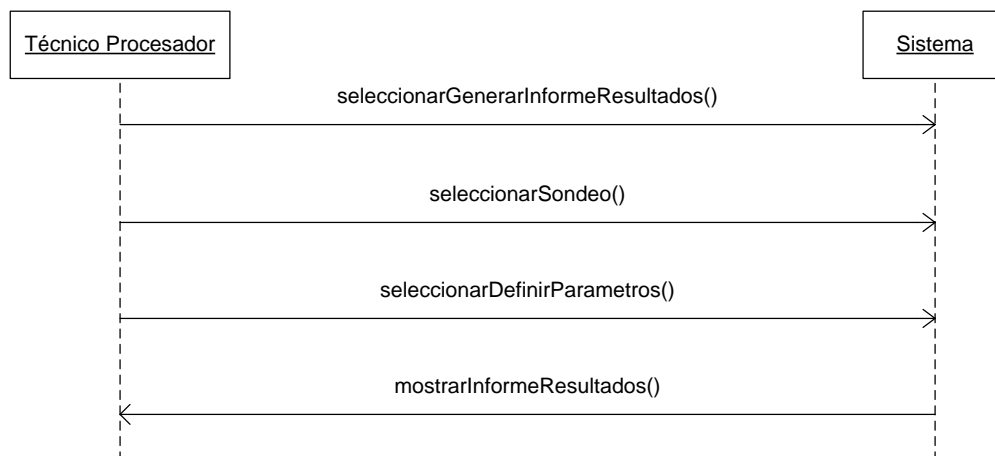 Técnico Procesador
Sistema
seleccionarGenerarInformeResultados()
seleccionarSondeo()
seleccionarDefinirParametros()
mostrarInformeResultados()